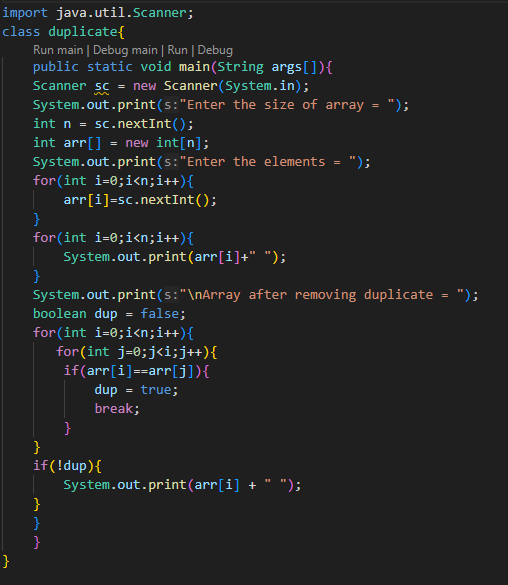 import java.util.Scanner;
class duplicate{
Run main | Debug main | Run | Debug
    public static void main(String args[]){
    Scanner sc = new Scanner(System.in);
    System.out.print(s:"Enter the size of array = ");
    int n = sc.nextInt();
    int arr[] = new int[n];
    System.out.print(s:"Enter the elements = ");
    for(int i=0;i<n;i++){
        arr[i]=sc.nextInt();
    }
    for(int i=0;i<n;i++){
        System.out.print(arr[i]+" ");
    }
    System.out.print(s:"\nArray after removing duplicate = ");
    boolean dup = false;
    for(int i=0;i<n;i++){
       for(int j=0;j<i;j++){
        if(arr[i]==arr[j]){
            dup = true;
            break;
        }
    }
    if(!dup){
        System.out.print(arr[i] + " ");
    }
    }
    }
}